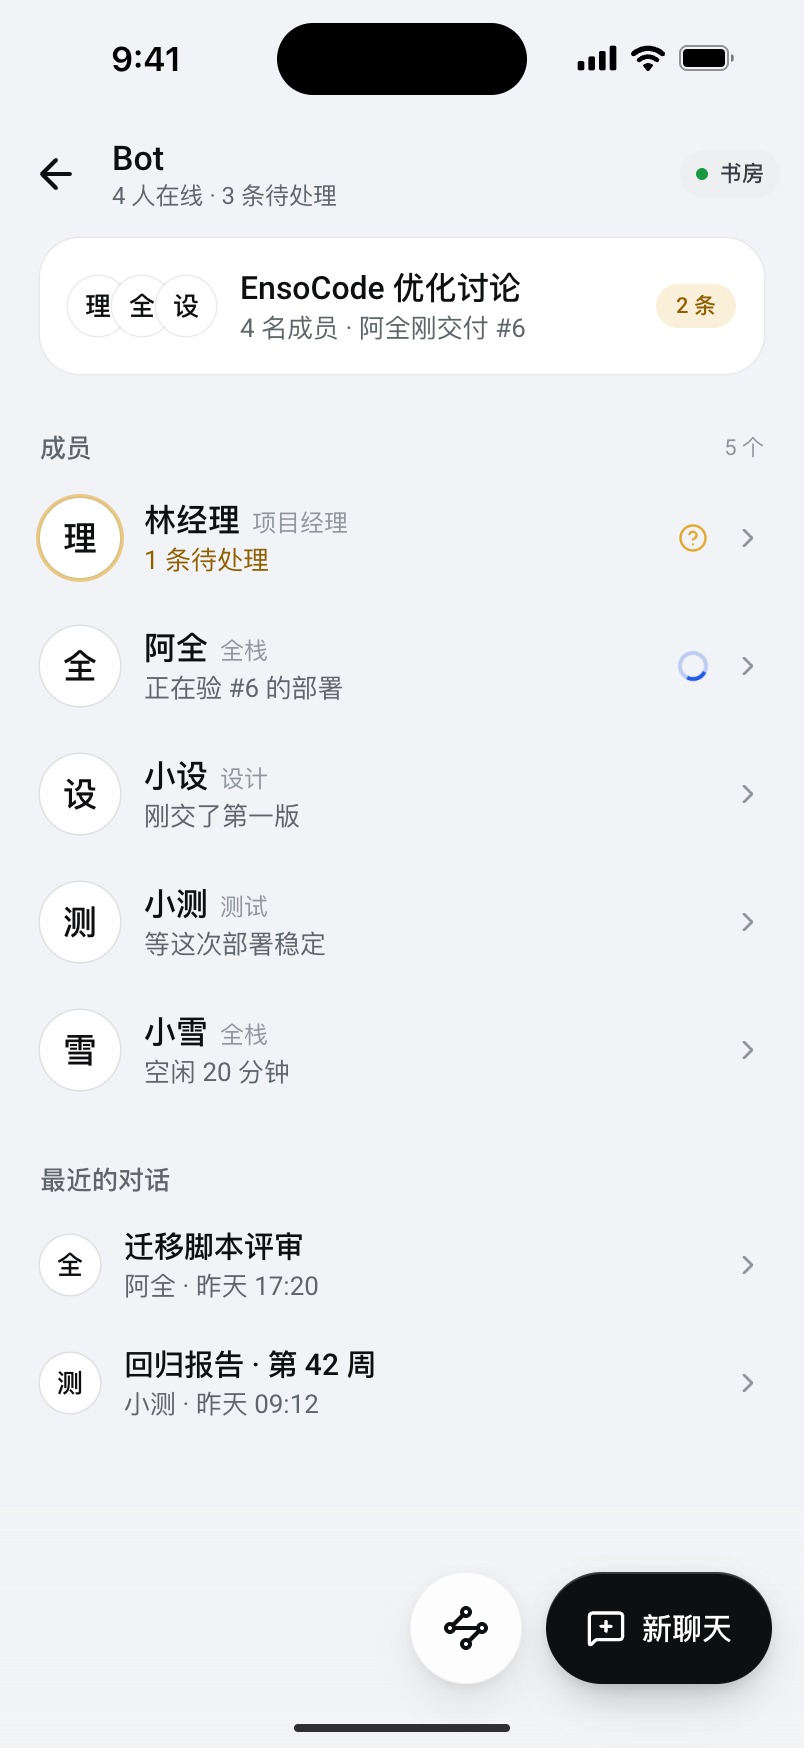 9:41
Bot
4 人在线 · 3 条待处理
书房
理 全 设
EnsoCode 优化讨论
4 名成员 · 阿全刚交付 #6
2 条
成员
5 个
理
林经理 项目经理
1 条待处理
全
阿全 全栈
正在验 #6 的部署
设
小设 设计
刚交了第一版
测
小测 测试
等这次部署稳定
雪
小雪 全栈
空闲 20 分钟
最近的对话
全
迁移脚本评审
阿全 · 昨天 17:20
测
回归报告 · 第 42 周
小测 · 昨天 09:12
新聊天